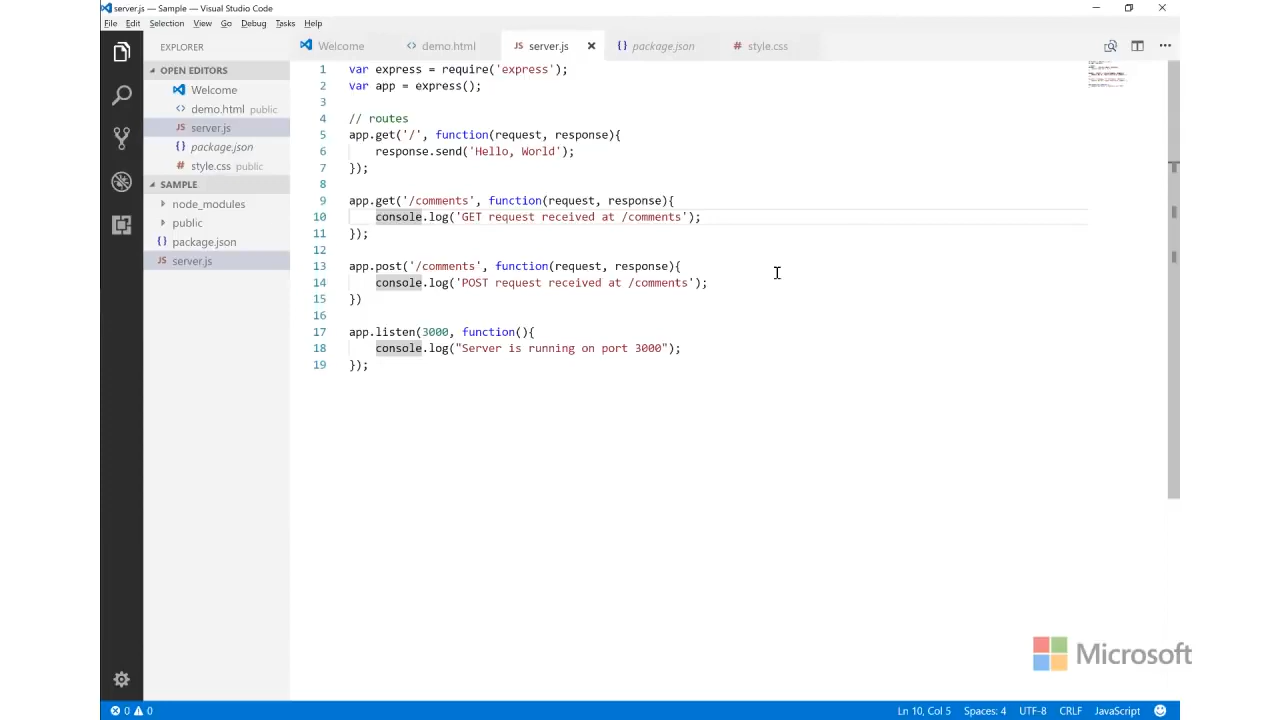 server.js — Sample — Visual Studio Code
File Edit Selection View Go Debug Tasks Help
EXPLORER
OPEN EDITORS
Welcome
demo.html public
JS server.js
{} package.json
# style.css public
SAMPLE
node_modules
public
{} package.json
JS server.js
Welcome <> demo.html JS server.js {} package.json # style.css
1 var express = require('express');
2 var app = express();
3
4 // routes
5 app.get('/', function(request, response){
6 response.send('Hello, World');
7 });
8
9 app.get('/comments', function(request, response){
10 console.log('GET request received at /comments');
11 });
12
13 app.post('/comments', function(request, response){
14 console.log('POST request received at /comments');
15 })
16
17 app.listen(3000, function(){
18 console.log("Server is running on port 3000");
19 });
Microsoft
0 0 Ln 10, Col 5 Spaces: 4 UTF-8 CRLF JavaScript